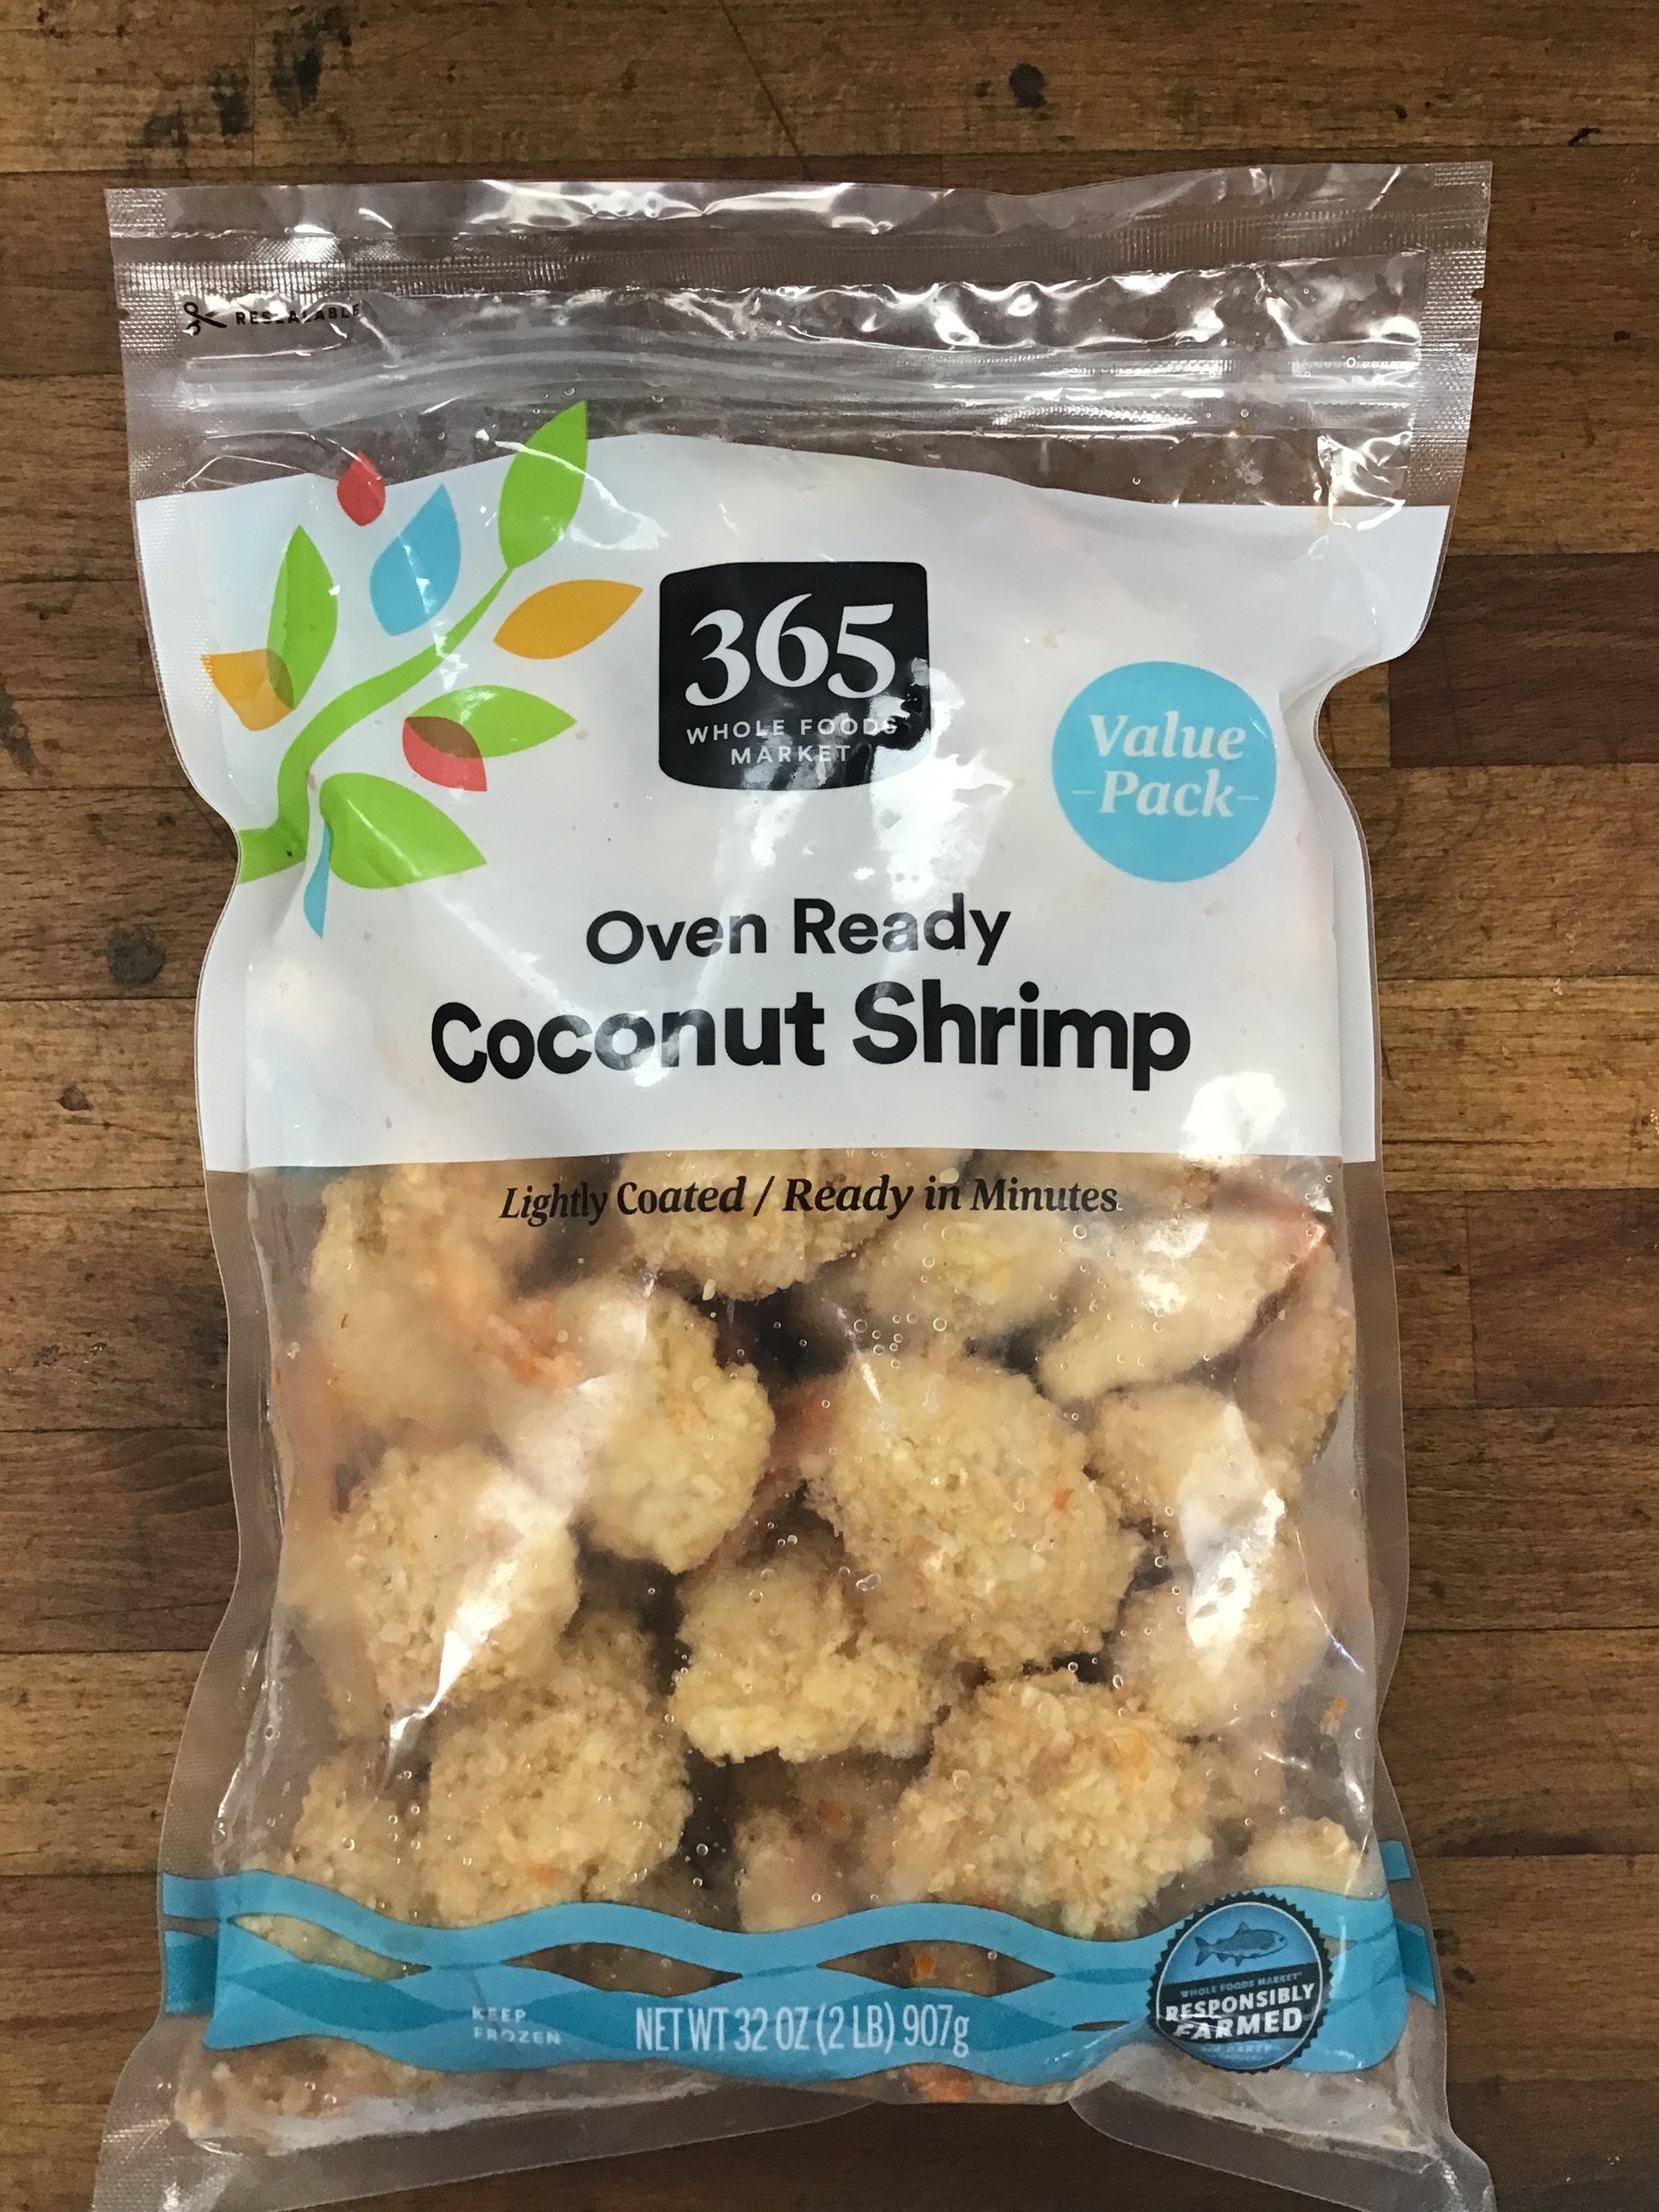 RESEALABLE
365
WHOLE FOODS
MARKET
Value
Pack
Oven Ready
Coconut Shrimp
Lightly Coated / Ready in Minutes
KEEP
FROZEN
NET WT 32 OZ (2 LB) 907g
WHOLE FOODS MARKET
RESPONSIBLY
FARMED